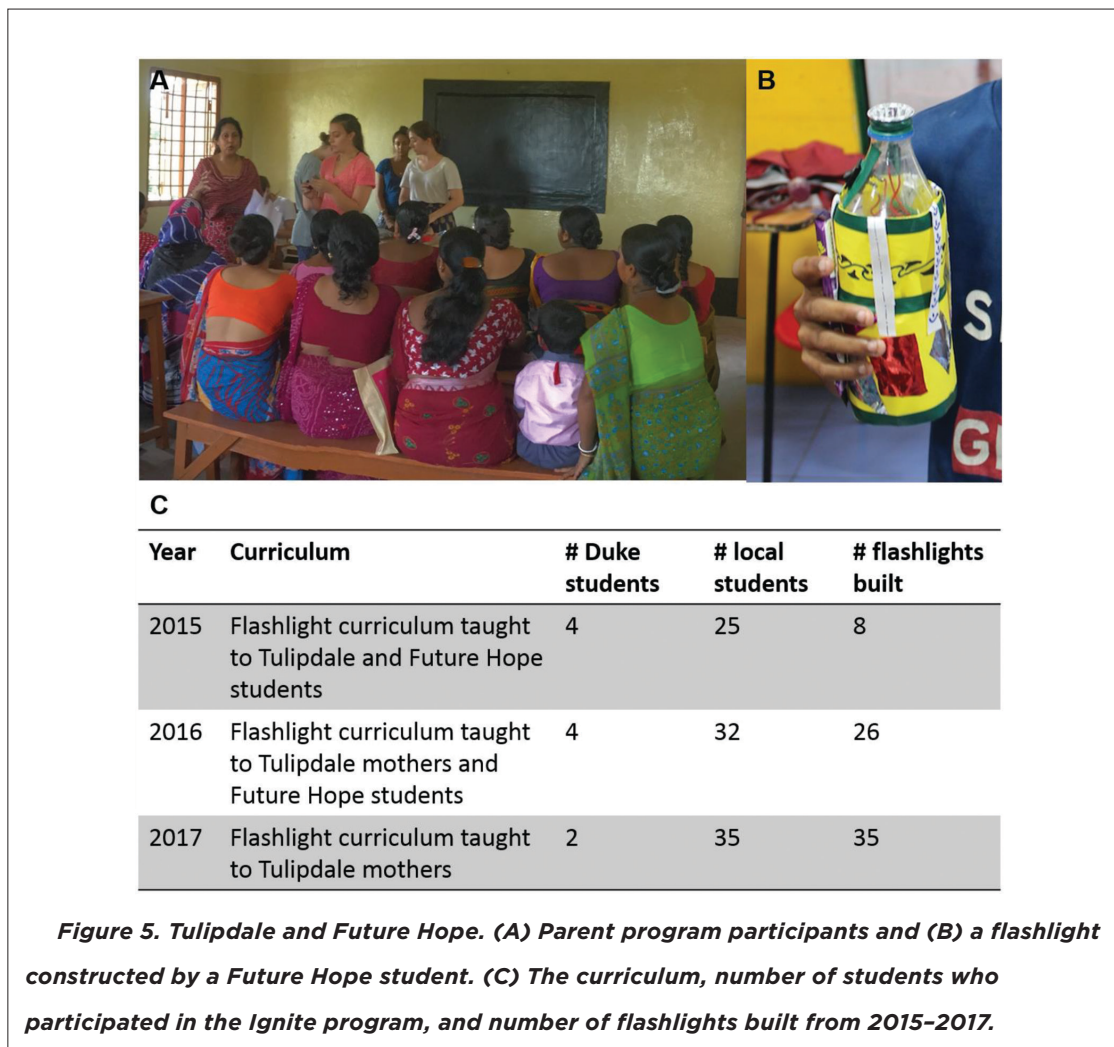 A
B
S
GE
C
Year Curriculum # Duke students # local students # flashlights built
2015 Flashlight curriculum taught to Tulipdale and Future Hope students 4 25 8
2016 Flashlight curriculum taught to Tulipdale mothers and Future Hope students 4 32 26
2017 Flashlight curriculum taught to Tulipdale mothers 2 35 35
Figure 5. Tulipdale and Future Hope. (A) Parent program participants and (B) a flashlight
constructed by a Future Hope student. (C) The curriculum, number of students who
participated in the Ignite program, and number of flashlights built from 2015–2017.